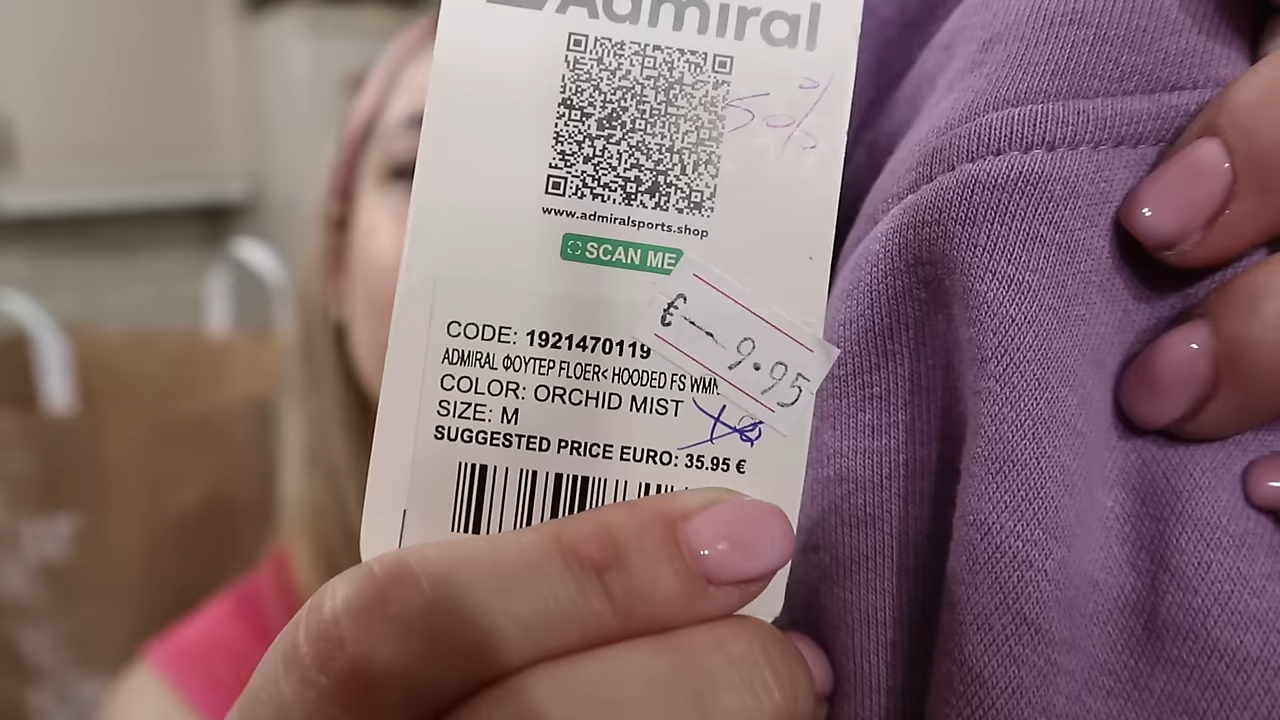 Admiral
50%
www.admiralsports.shop
SCAN ME
€ — 9.95
CODE: 1921470119
ADMIRAL ΦΟΥΤΕΡ FLOER< HOODED FS WMN
COLOR: ORCHID MIST
SIZE: M
SUGGESTED PRICE EURO: 35.95 €